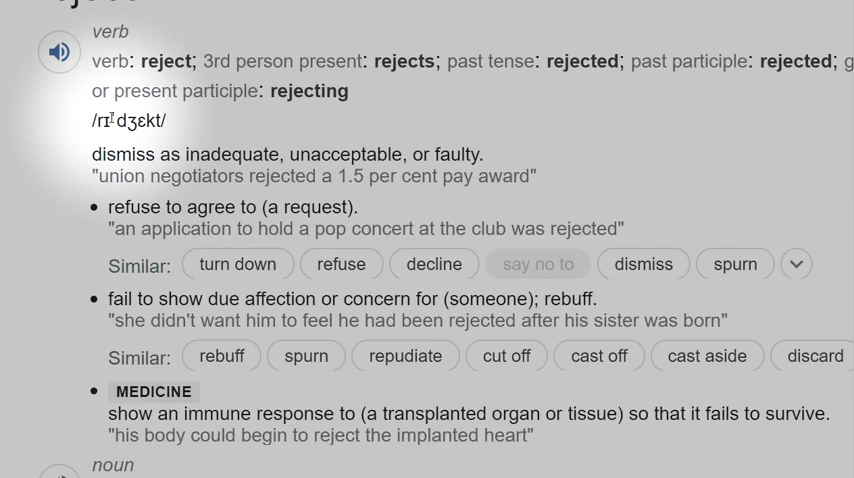 verb
verb: reject; 3rd person present: rejects; past tense: rejected; past participle: rejected; g
or present participle: rejecting
/rɪˈdʒɛkt/
dismiss as inadequate, unacceptable, or faulty.
"union negotiators rejected a 1.5 per cent pay award"
• refuse to agree to (a request).
"an application to hold a pop concert at the club was rejected"
Similar: turn down refuse decline say no to dismiss spurn
• fail to show due affection or concern for (someone); rebuff.
"she didn't want him to feel he had been rejected after his sister was born"
Similar: rebuff spurn repudiate cut off cast off cast aside discard
• MEDICINE
show an immune response to (a transplanted organ or tissue) so that it fails to survive.
"his body could begin to reject the implanted heart"
noun